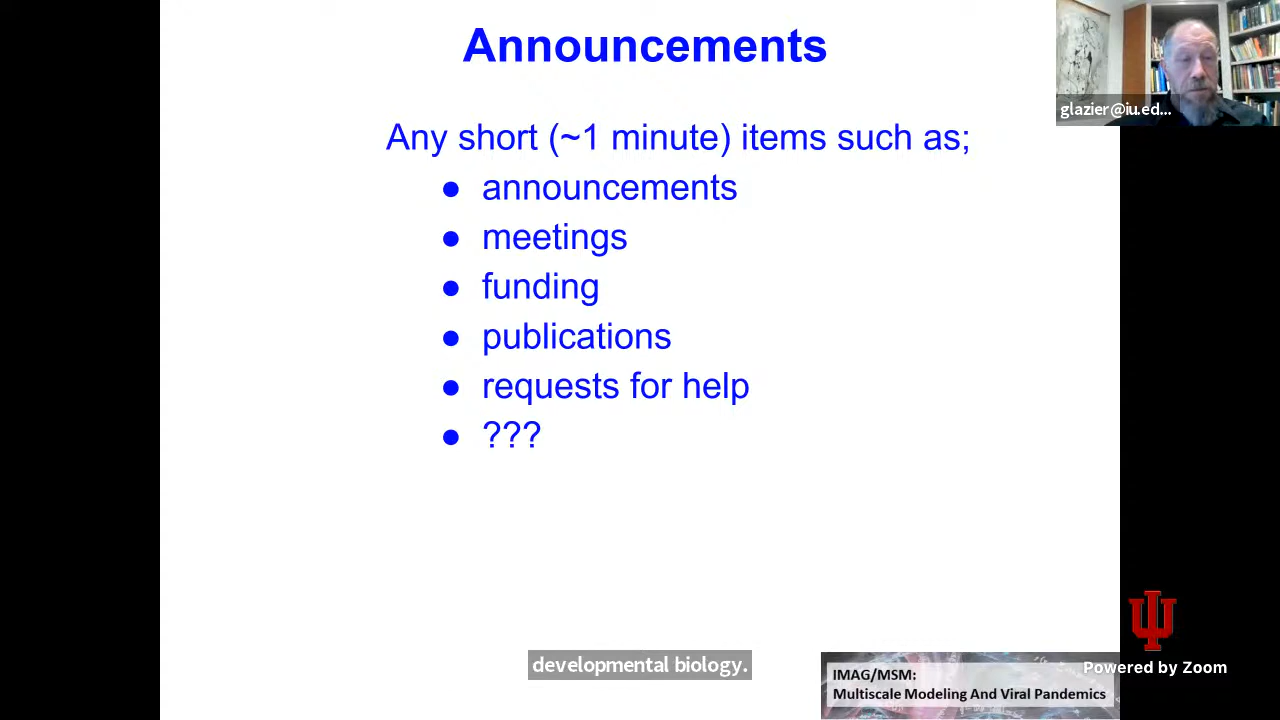 Announcements
glazier@iu.ed...
Any short (~1 minute) items such as;
● announcements
● meetings
● funding
● publications
● requests for help
● ???
developmental biology.
IMAG/MSM:
Multiscale Modeling And Viral Pandemics
Powered by Zoom